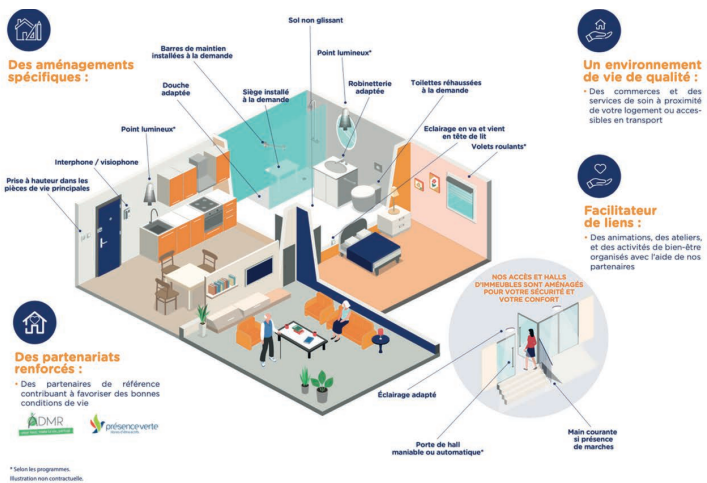 Des aménagements
spécifiques :
Sol non glissant
Barres de maintien
installées à la demande
Point lumineux*
Douche
adaptée
Siège installé
à la demande
Robinetterie
adaptée
Toilettes réhaussées
à la demande
Point lumineux*
Eclairage en va et vient
en tête de lit
Volets roulants*
Interphone / visiophone
Prise à hauteur dans les
pièces de vie principales
Un environnement
de vie de qualité :
• Des commerces et des
services de soin à proximité
de votre logement ou acces-
sibles en transport
Facilitateur
de liens :
• Des animations, des ateliers,
et des activités de bien-être
organisés avec l'aide de nos
partenaires
NOS ACCÈS ET HALLS
D'IMMEUBLES SONT AMÉNAGÉS
POUR VOTRE SÉCURITÉ ET
VOTRE CONFORT
Éclairage adapté
Porte de hall
maniable ou automatique*
Main courante
si présence
de marches
Des partenariats
renforcés :
• Des partenaires de référence
contribuant à favoriser des bonnes
conditions de vie
ADMR
présenceverte
* Selon les programmes.
Illustration non contractuelle.